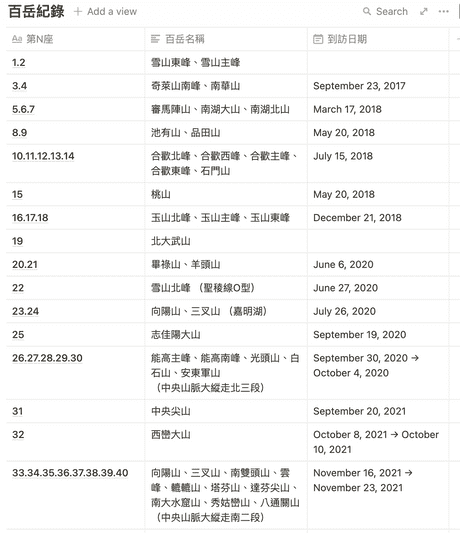 百岳紀錄 + Add a view Search
Aa 第N座 百岳名稱 到訪日期
1.2 雪山東峰、雪山主峰
3.4 奇萊山南峰、南華山 September 23, 2017
5.6.7 審馬陣山、南湖大山、南湖北山 March 17, 2018
8.9 池有山、品田山 May 20, 2018
10.11.12.13.14 合歡北峰、合歡西峰、合歡主峰、 July 15, 2018
合歡東峰、石門山
15 桃山 May 20, 2018
16.17.18 玉山北峰、玉山主峰、玉山東峰 December 21, 2018
19 北大武山
20.21 畢祿山、羊頭山 June 6, 2020
22 雪山北峰 （聖稜線O型） June 27, 2020
23.24 向陽山、三叉山 （嘉明湖） July 26, 2020
25 志佳陽大山 September 19, 2020
26.27.28.29.30 能高主峰、能高南峰、光頭山、白 September 30, 2020 →
石山、安東軍山 October 4, 2020
（中央山脈大縱走北三段）
31 中央尖山 September 20, 2021
32 西巒大山 October 8, 2021 → October
10, 2021
33.34.35.36.37.38.39.40 向陽山、三叉山、南雙頭山、雲 November 16, 2021 →
峰、轆轆山、塔芬山、達芬尖山、 November 23, 2021
南大水窟山、秀姑巒山、八通關山
（中央山脈大縱走南二段）